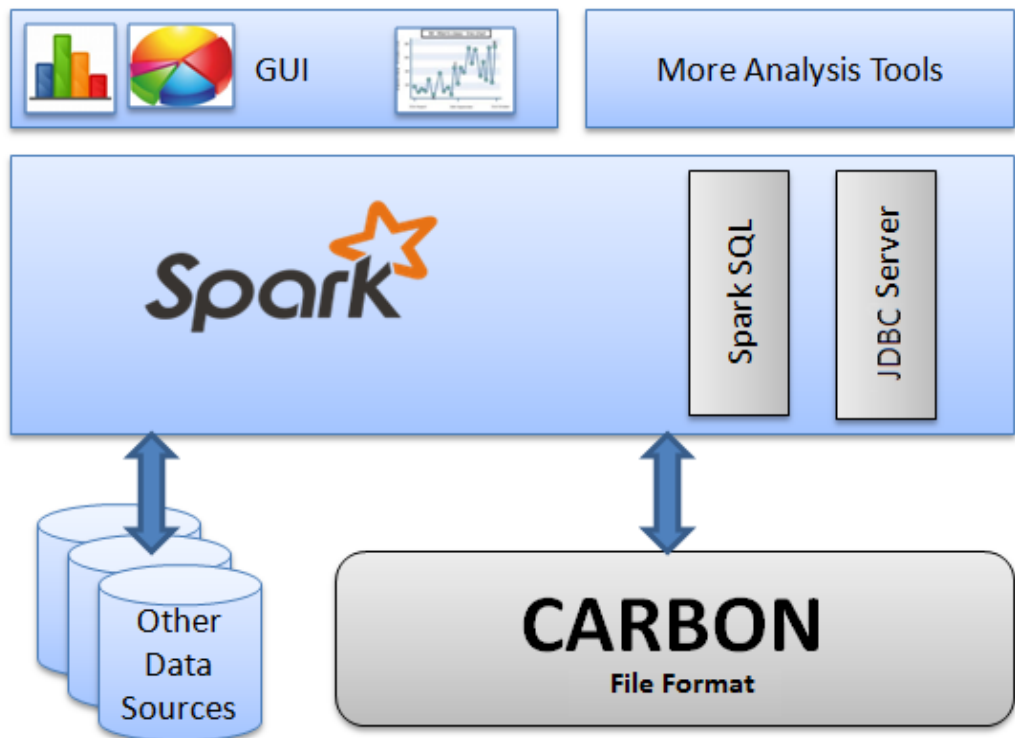 GUI
More Analysis Tools
Spark
Spark SQL
JDBC Server
Other
Data
Sources
CARBON
File Format